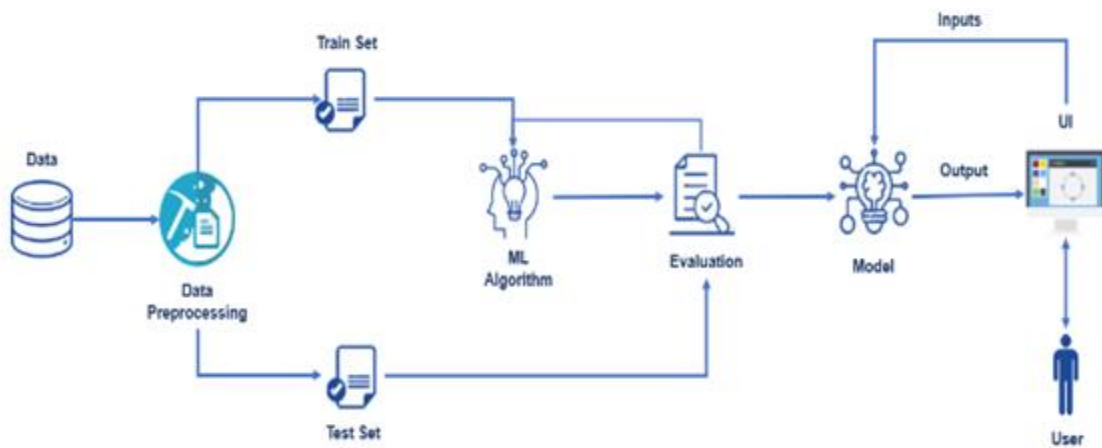 Inputs
Train Set
UI
Data
Output
Data
Preprocessing
ML
Algorithm
Evaluation
Model
Test Set
User